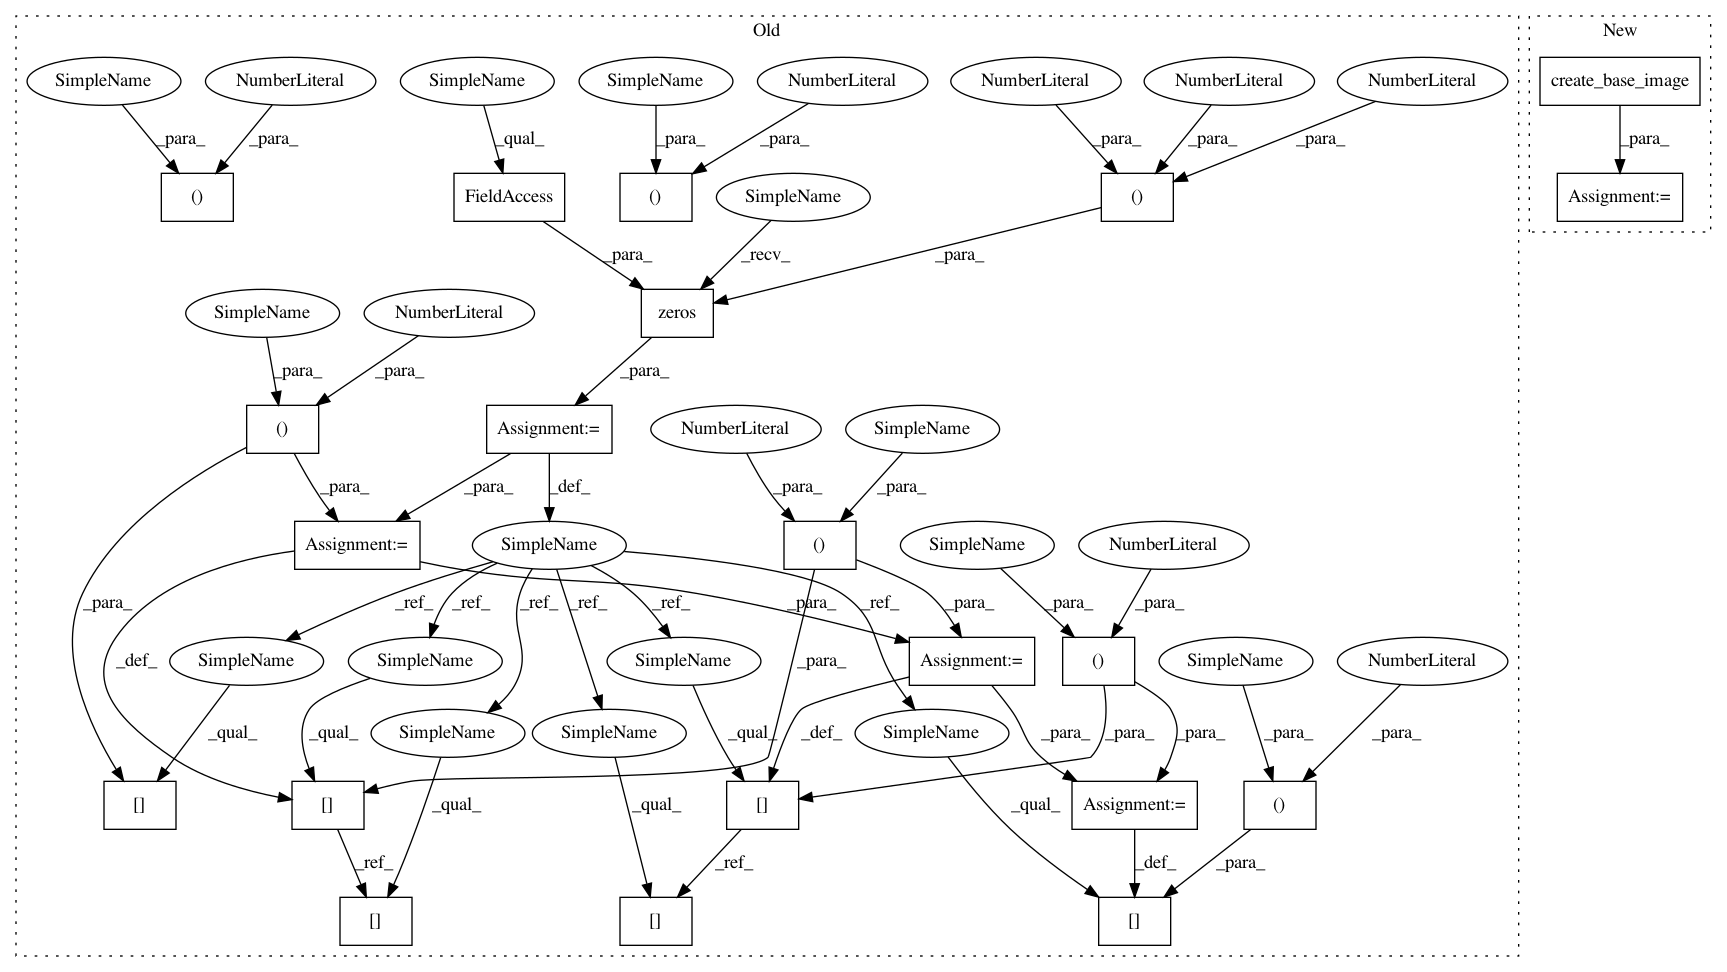 Old
New
SimpleName
NumberLiteral
SimpleName
SimpleName
NumberLiteral
NumberLiteral
NumberLiteral
NumberLiteral
create_base_image
_para_
_para_
_qual_
_para_
_para_
_para_
_para_
_para_
_para_
()
FieldAccess
()
SimpleName
()
Assignment:=
_para_
_recv_
_para_
SimpleName
NumberLiteral
zeros
_para_
_para_
_para_
()
Assignment:=
NumberLiteral
SimpleName
_para_
_para_
_def_
_para_
_para_
Assignment:=
SimpleName
()
SimpleName
NumberLiteral
_para_
_ref_
_ref_
_ref_
_ref_
_ref_
_para_
_ref_
_para_
_para_
_para_
_def_
SimpleName
SimpleName
SimpleName
_para_
Assignment:=
()
SimpleName
NumberLiteral
_qual_
_qual_
SimpleName
SimpleName
_qual_
_def_
SimpleName
_para_
_para_
_para_
_para_
_para_
[]
[]
_qual_
_qual_
[]
_qual_
Assignment:=
()
_ref_
_ref_
_def_
_para_
[]
[]
[]